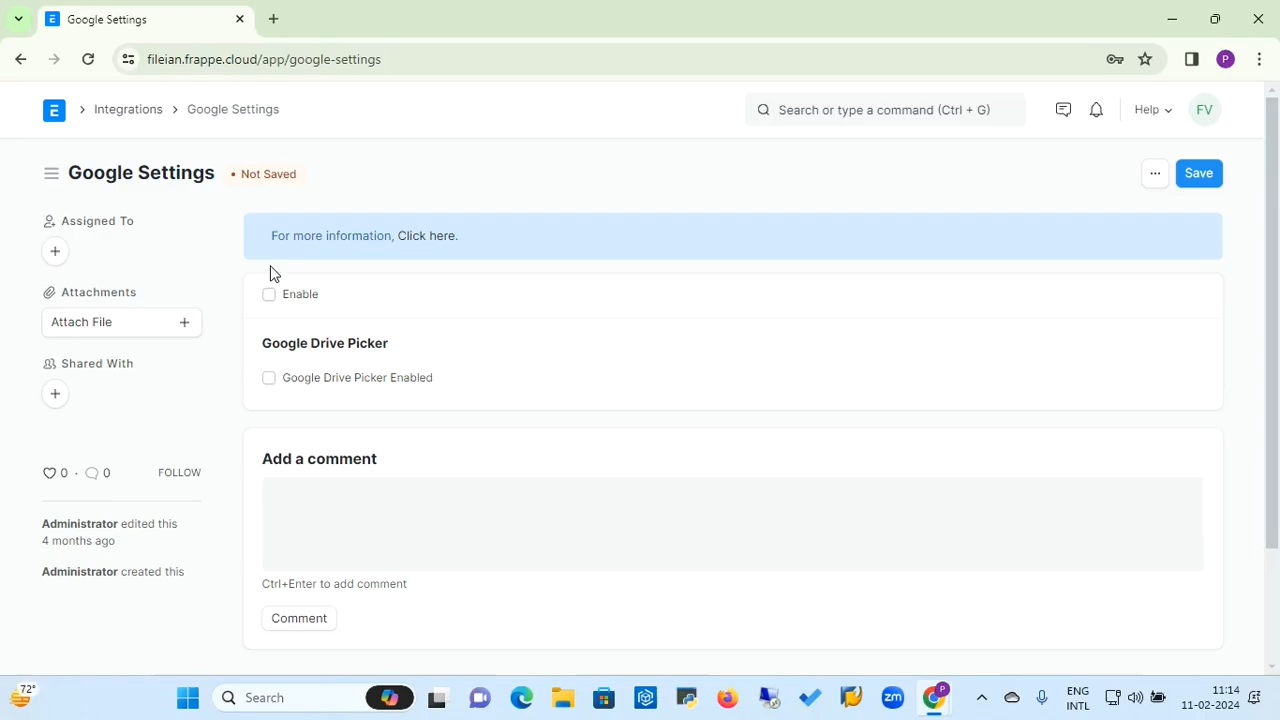 Google Settings
fileian.frappe.cloud/app/google-settings
P
E
Integrations
Google Settings
Search or type a command (Ctrl + G)
Help
FV
Google Settings
• Not Saved
...
Save
Assigned To
For more information, Click here.
Attachments
Enable
Attach File
Google Drive Picker
Shared With
Google Drive Picker Enabled
Add a comment
0 · 0
FOLLOW
Administrator edited this
4 months ago
Administrator created this
Ctrl+Enter to add comment
Comment
72°
Search
zm
P
ENG
INTL
11:14
11-02-2024